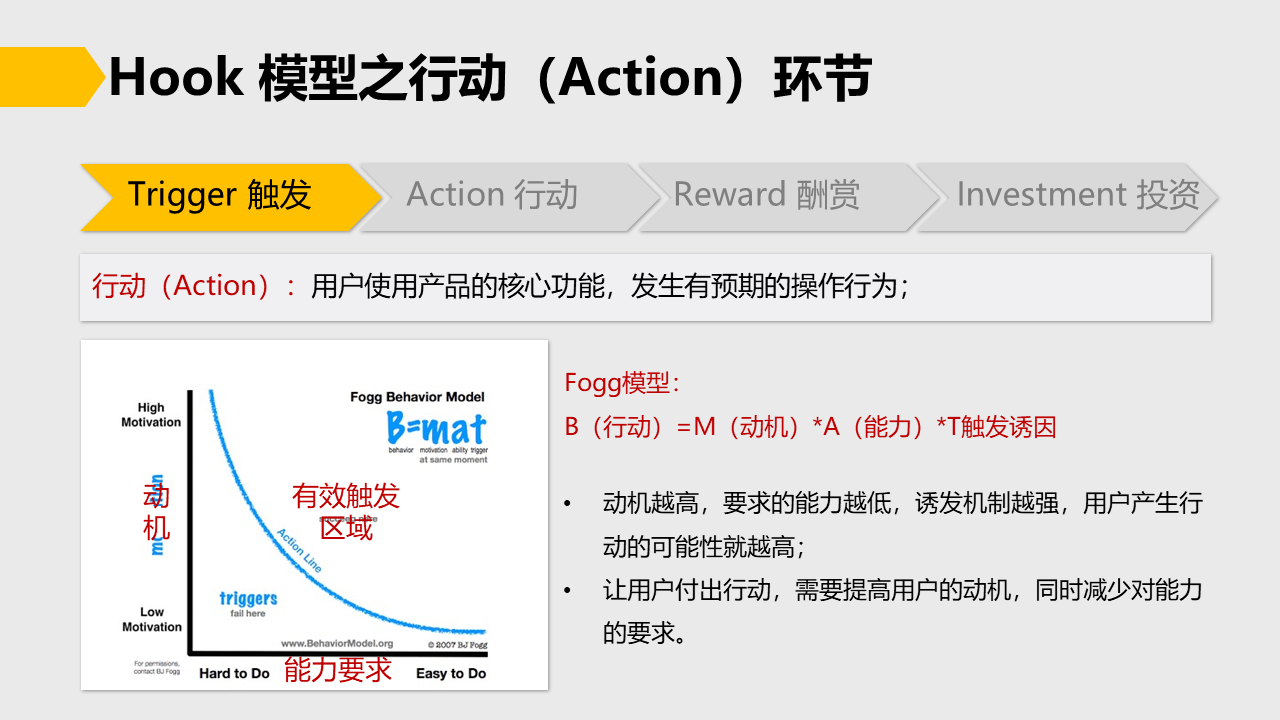 Hook 模型之行动（Action）环节
Trigger 触发
Action 行动
Reward 酬赏
Investment 投资
行动（Action）：用户使用产品的核心功能，发生有预期的操作行为；
Fogg Behavior Model
B=mat
behavior motivation ability trigger
at same moment
High
Motivation
动
机
有效触发
区域
Action Line
triggers
fail here
Low
Motivation
www.BehaviorModel.org
© 2007 BJ Fogg
For permissions,
contact BJ Fogg
Hard to Do
能力要求
Easy to Do
Fogg模型：
B（行动）=M（动机）*A（能力）*T触发诱因
• 动机越高，要求的能力越低，诱发机制越强，用户产生行
动的可能性就越高；
• 让用户付出行动，需要提高用户的动机，同时减少对能力
的要求。